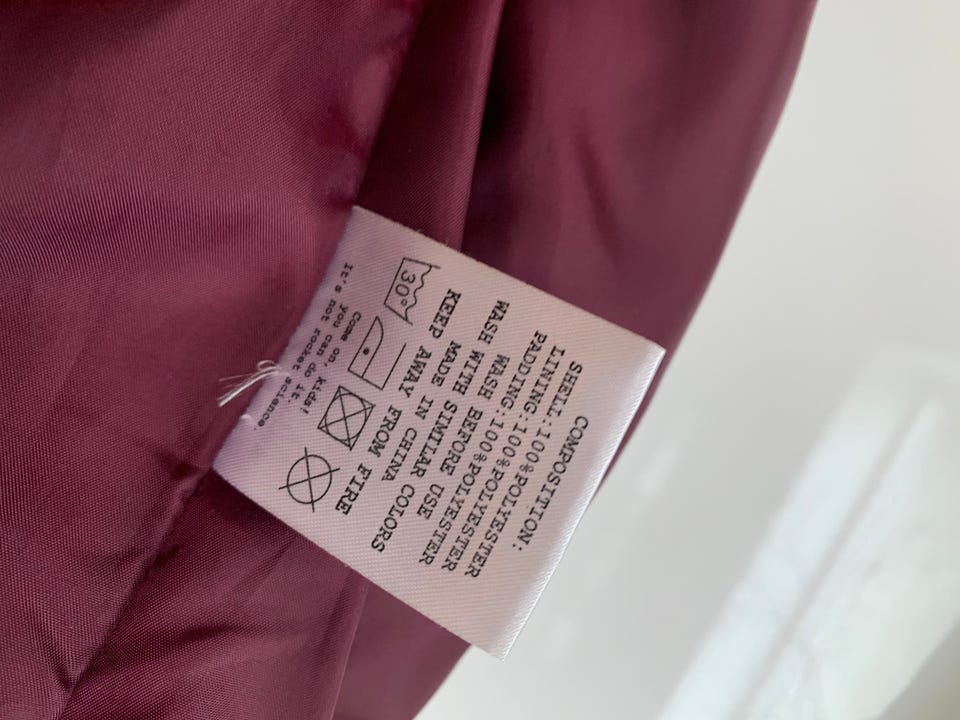 COMPOSITION:
SHELL:100%POLYESTER
LINING:100%POLYESTER
PADDING:100%POLYESTER
WASH BEFORE USE
WASH WITH SIMILAR COLORS
MADE IN CHINA
KEEP AWAY FROM FIRE
30°
Come on, kids!
you can do it.
It's not rocket science.